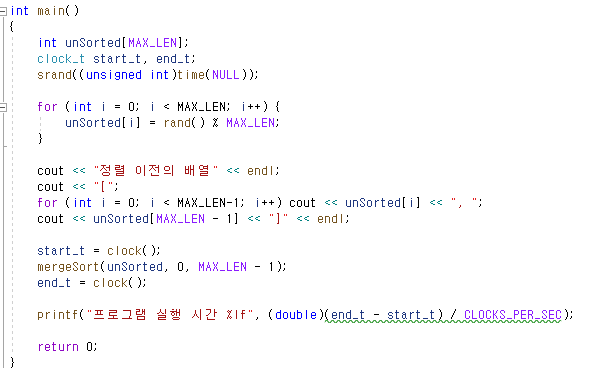 int main()
{
    int unSorted[MAX_LEN];
    clock_t start_t, end_t;
    srand((unsigned int)time(NULL));

    for (int i = 0; i < MAX_LEN; i++) {
        unSorted[i] = rand() % MAX_LEN;
    }

    cout << "정렬 이전의 배열" << endl;
    cout << "[";
    for (int i = 0; i < MAX_LEN-1; i++) cout << unSorted[i] << ", ";
    cout << unSorted[MAX_LEN - 1] << "]" << endl;

    start_t = clock();
    mergeSort(unSorted, 0, MAX_LEN - 1);
    end_t = clock();

    printf("프로그램 실행 시간 %lf", (double)(end_t - start_t) / CLOCKS_PER_SEC);

    return 0;
}